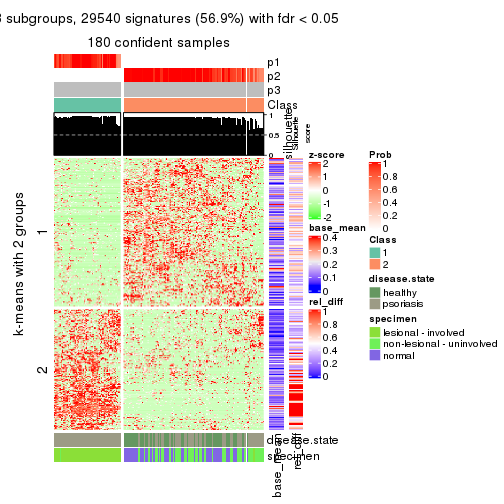 3 subgroups, 29540 signatures (56.9%) with fdr < 0.05
180 confident samples
p1
p2
p3
Class
1
0.5
0
silhouette
Silhouette
score
k-means with 2 groups
1
2
z-score
2
1
0
-1
-2
base_mean
0.4
0.3
0.2
0.1
0
rel_diff
1
0.8
0.6
0.4
0.2
0
Prob
1
0.8
0.6
0.4
0.2
0
Class
1
2
disease.state
healthy
psoriasis
specimen
lesional - involved
non-lesional - uninvolved
normal
disease.state
specimen
base_mean
rel_diff